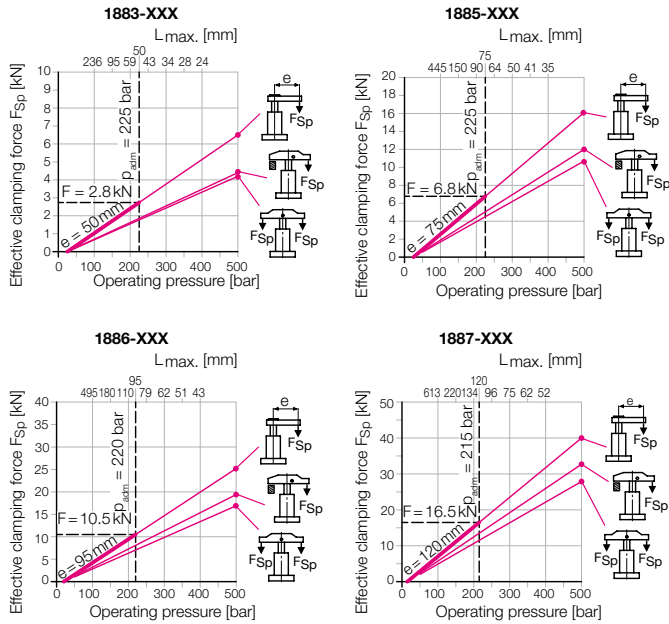 1883-XXX
L max. [mm]
50
236 95 59 43 34 28 24
Effective clamping force FSp [kN]
10
9
8
7
6
5
4
3
2
1
0
padm = 225 bar
F = 2.8 kN
e = 50 mm
100 200 300 400 500
Operating pressure [bar]
e
FSp
FSp
FSp FSp
1885-XXX
L max. [mm]
75
445 150 90 64 50 41 35
Effective clamping force FSp [kN]
20
18
16
14
12
10
8
6
4
2
0
padm = 225 bar
F = 6.8 kN
e = 75 mm
100 200 300 400 500
Operating pressure [bar]
e
FSp
FSp
FSp FSp
1886-XXX
L max. [mm]
95
495 180 110 79 62 51 43
Effective clamping force FSp [kN]
40
35
30
25
20
15
10
5
0
padm = 220 bar
F = 10.5 kN
e = 95 mm
100 200 300 400 500
Operating pressure [bar]
e
FSp
FSp
FSp FSp
1887-XXX
L max. [mm]
120
613 220 134 96 75 62 52
Effective clamping force FSp [kN]
50
40
30
20
10
0
padm = 215 bar
F = 16.5 kN
e = 120 mm
100 200 300 400 500
Operating pressure [bar]
e
FSp
FSp
FSp FSp